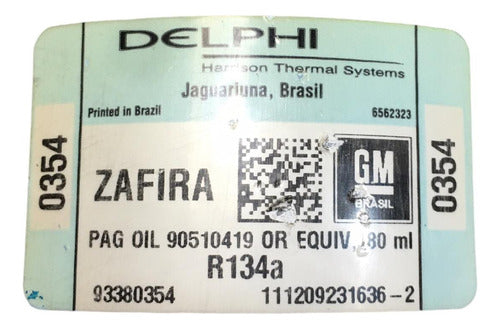 DELPHI
Harrison Thermal Systems
Jaguariuna, Brasil
Printed in Brazil 6562323
0354
ZAFIRA
GM
BRASIL
0354
PAG OIL 90510419 OR EQUIV, 80 ml
R134a
93380354 111209231636-2